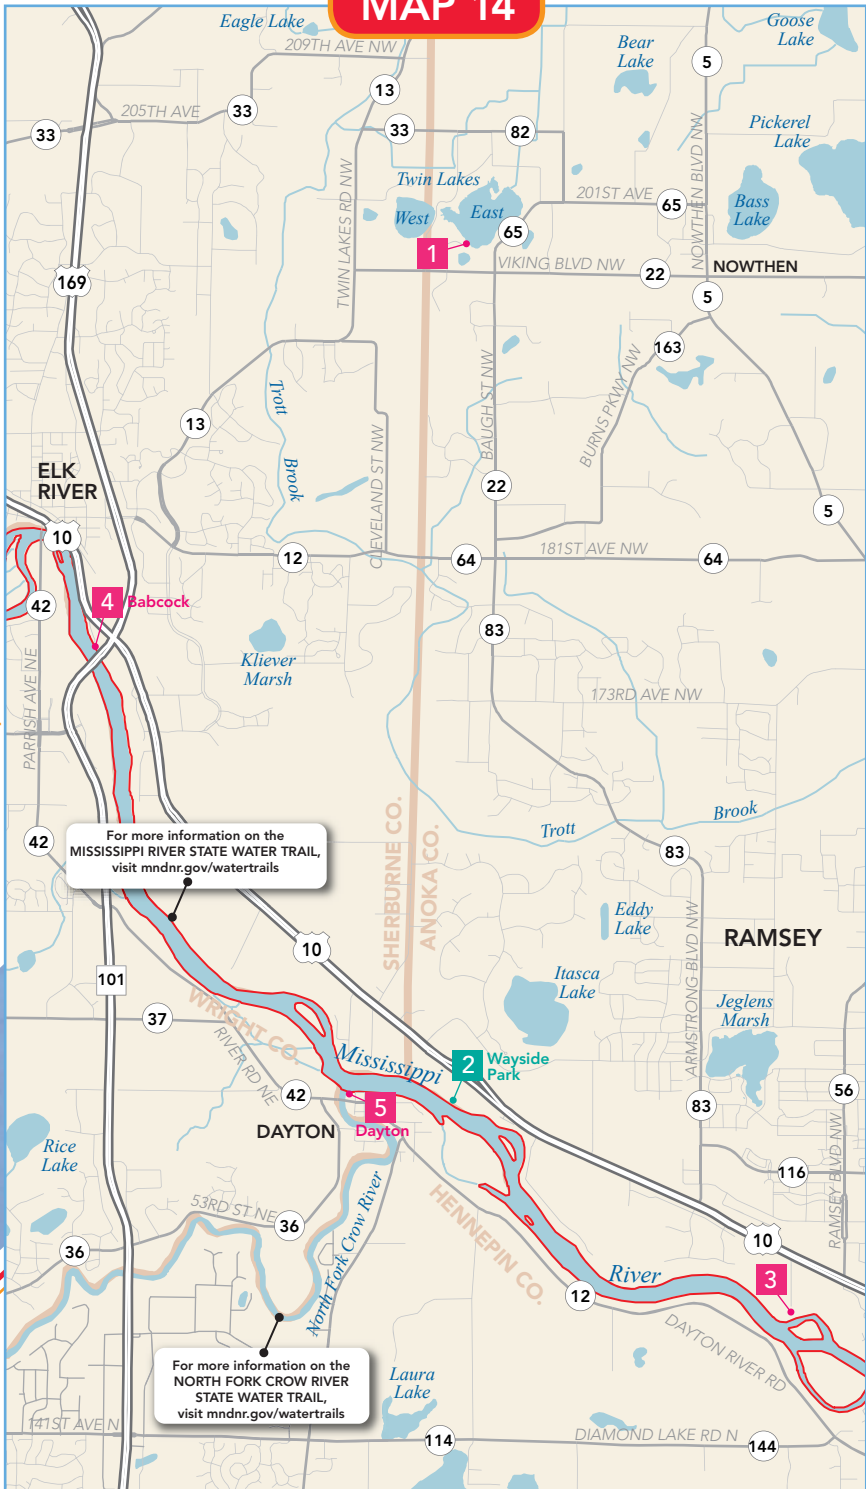 MAP 14
Eagle Lake
209TH AVE NW
Goose
Lake
Bear
Lake
5
13
205TH AVE
33
33
33
82
Pickerel
Lake
NOWTHEN BLVD NW
TWIN LAKES RD NW
Twin Lakes
201ST AVE
65
Bass
Lake
West
East
65
1
VIKING BLVD NW
22
NOWTHEN
169
5
163
Trott
Brook
BAUGH ST NW
BURNS PKWY NW
13
CLEVELAND ST NW
ELK
RIVER
22
5
10
12
64
181ST AVE NW
64
42
4
Babcock
83
Kliever
Marsh
PARRISH AVE NE
173RD AVE NW
SHERBURNE CO.
ANOKA CO.
Trott
Brook
42
83
For more information on the
MISSISSIPPI RIVER STATE WATER TRAIL,
visit mndnr.gov/watertrails
Eddy
Lake
RAMSEY
10
ARMSTRONG BLVD NW
101
Itasca
Lake
Jeglens
Marsh
37
WRIGHT CO.
RIVER RD NE
Mississippi
2
Wayside
Park
42
5
Dayton
DAYTON
83
56
Rice
Lake
116
RAMSEY BLVD NW
53RD ST NE
36
36
North Fork Crow River
HENNEPIN CO.
10
River
3
12
DAYTON RIVER RD
For more information on the
NORTH FORK CROW RIVER
STATE WATER TRAIL,
visit mndnr.gov/watertrails
Laura
Lake
141ST AVE N
114
DIAMOND LAKE RD N
144